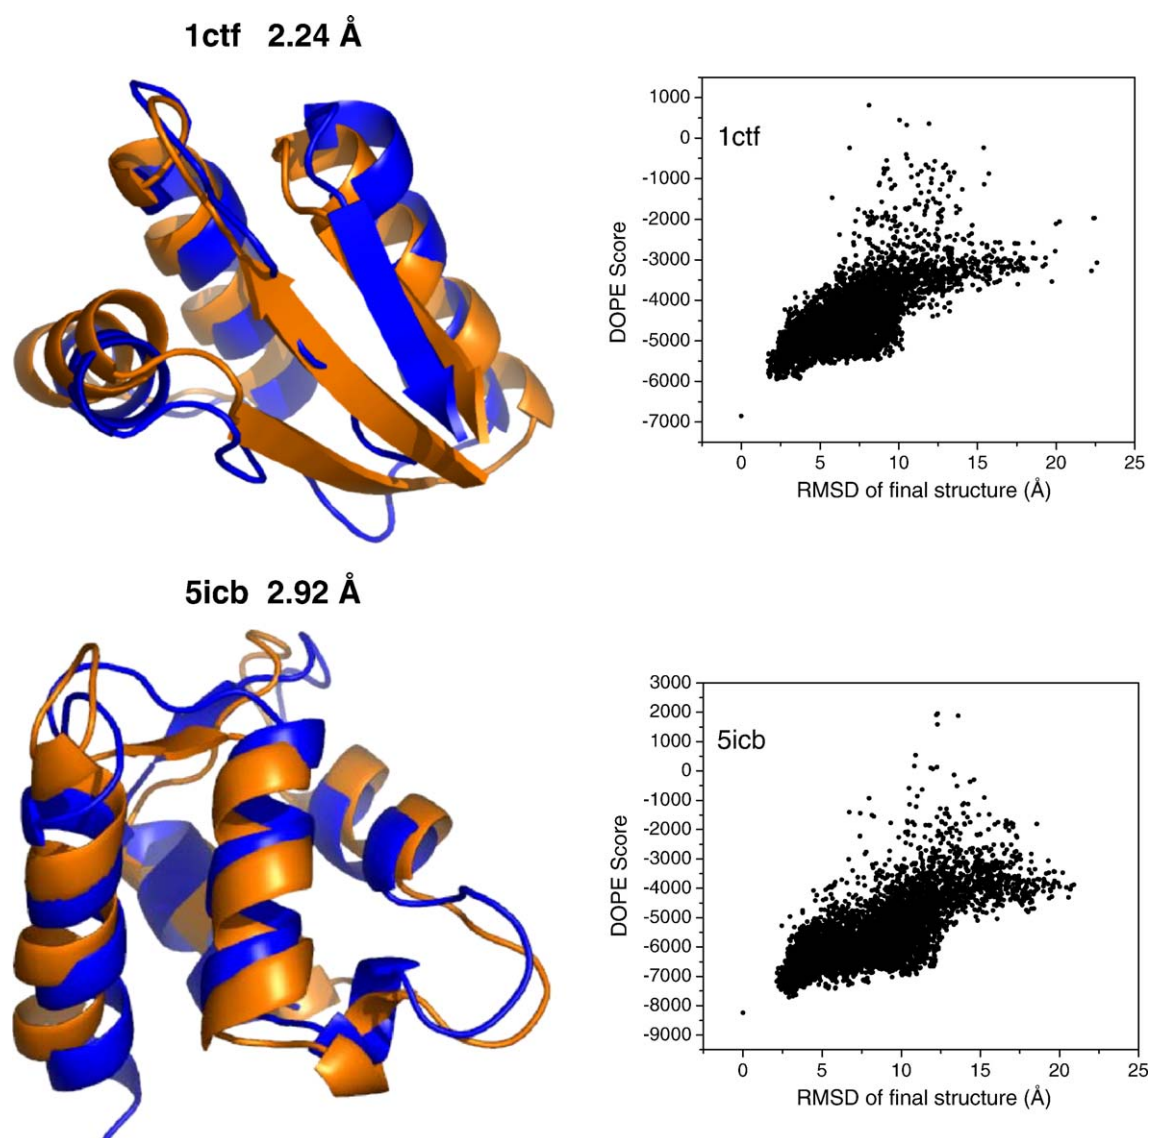 1ctf 2.24 Å
1ctf
DOPE Score
1000
0
-1000
-2000
-3000
-4000
-5000
-6000
-7000
0 5 10 15 20 25
RMSD of final structure (Å)
5icb 2.92 Å
5icb
DOPE Score
3000
2000
1000
0
-1000
-2000
-3000
-4000
-5000
-6000
-7000
-8000
-9000
0 5 10 15 20 25
RMSD of final structure (Å)